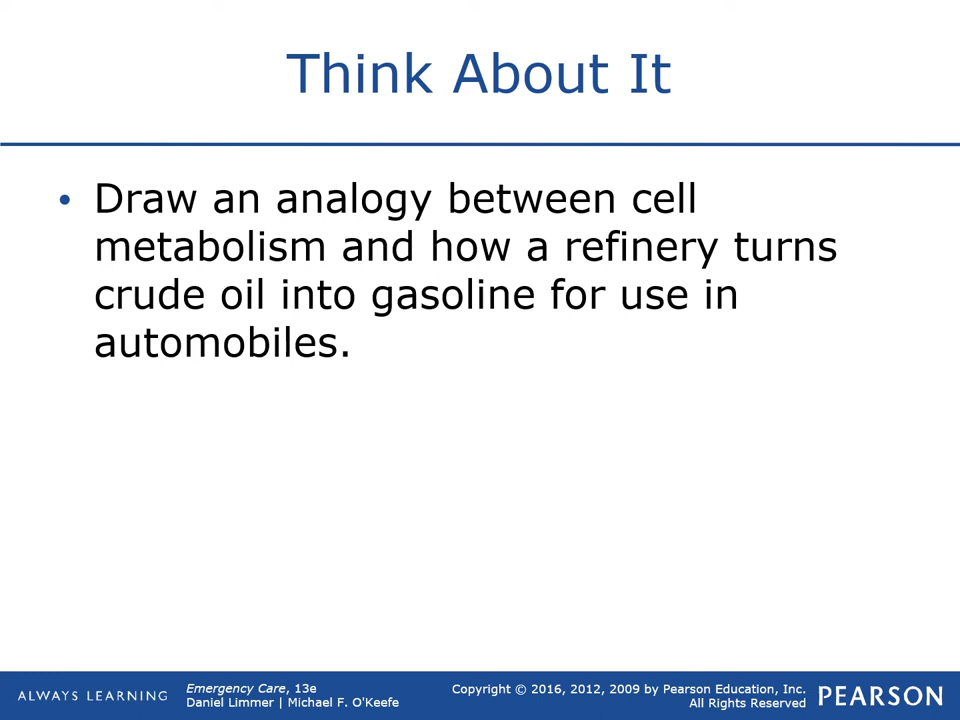 Think About It
• Draw an analogy between cell
metabolism and how a refinery turns
crude oil into gasoline for use in
automobiles.
ALWAYS LEARNING
Emergency Care, 13e
Daniel Limmer | Michael F. O'Keefe
Copyright © 2016, 2012, 2009 by Pearson Education, Inc.
All Rights Reserved
PEARSON